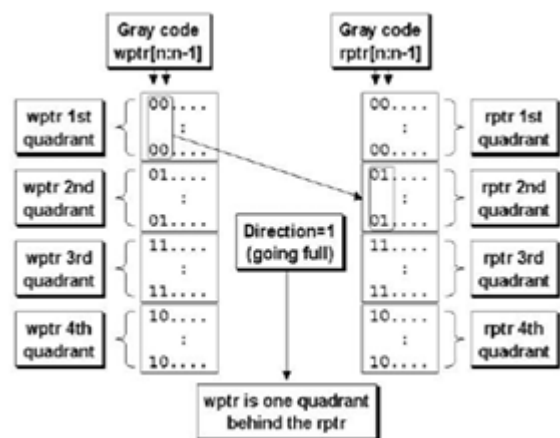 Gray code
wptr[n:n-1]
Gray code
rptr[n:n-1]
wptr 1st
quadrant
00....
:
00....
00....
:
00....
rptr 1st
quadrant
wptr 2nd
quadrant
01....
:
01....
01....
:
01....
rptr 2nd
quadrant
Direction=1
(going full)
wptr 3rd
quadrant
11....
:
11....
11....
:
11....
rptr 3rd
quadrant
wptr 4th
quadrant
10....
:
10....
10....
:
10....
rptr 4th
quadrant
wptr is one quadrant
behind the rptr